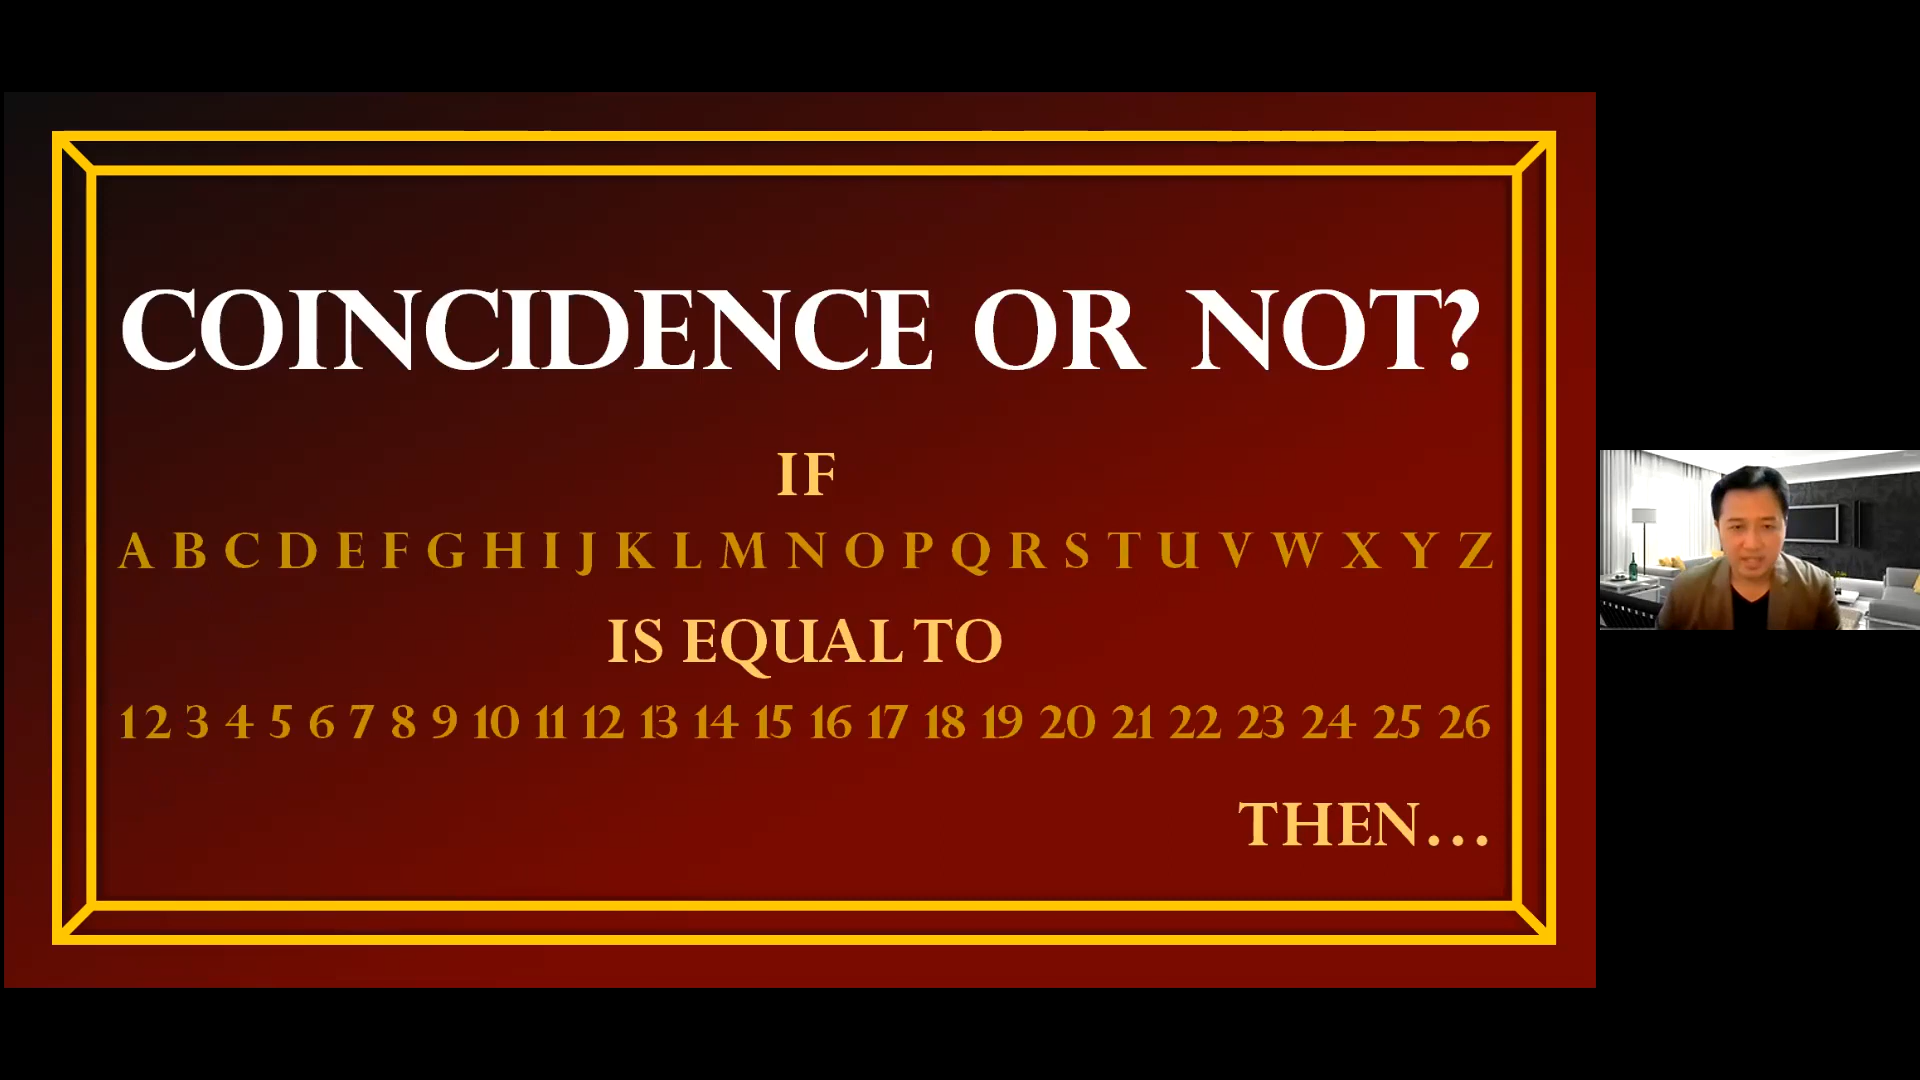 COINCIDENCE OR NOT?
IF
A B C D E F G H I J K L M N O P Q R S T U V W X Y Z
IS EQUAL TO
1 2 3 4 5 6 7 8 9 10 11 12 13 14 15 16 17 18 19 20 21 22 23 24 25 26
THEN...